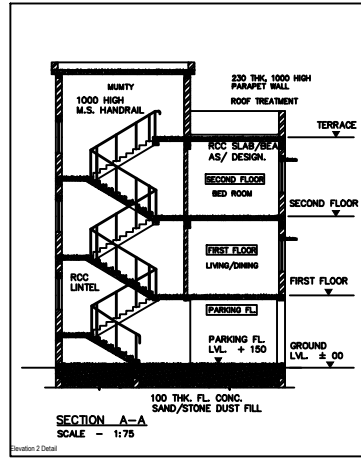 MUMTY
1000 HIGH
M.S. HANDRAIL
230 THK, 1000 HIGH
PARAPET WALL
ROOF TREATMENT
TERRACE
RCC SLAB/BEA
AS/ DESIGN.
SECOND FLOOR
BED ROOM
SECOND FLOOR
FIRST FLOOR
LIVING/DINING
RCC
LINTEL
FIRST FLOOR
PARKING FL.
PARKING FL.
LVL. + 150
GROUND
LVL. ± 00
100 THK. FL. CONC.
SAND/STONE DUST FILL
SECTION A-A
SCALE - 1:75
Elevation 2 Detail